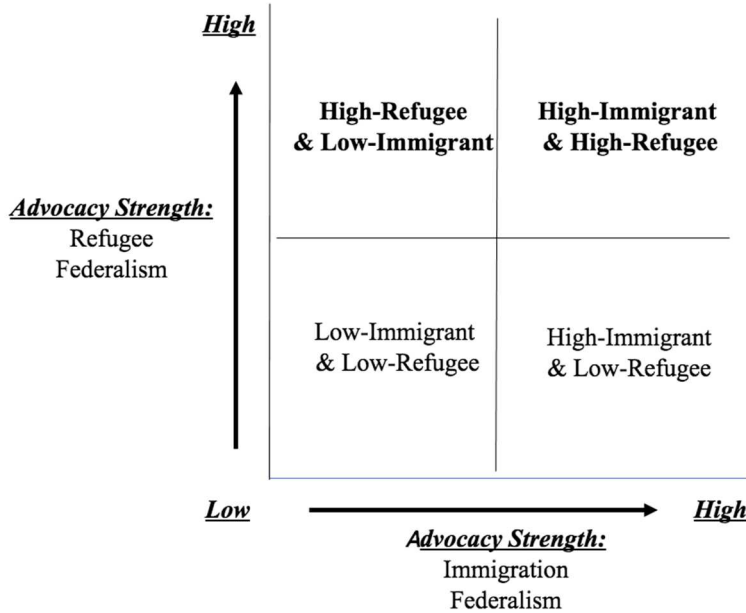 High
High-Refugee
& Low-Immigrant
High-Immigrant
& High-Refugee
Advocacy Strength:
Refugee
Federalism
Low-Immigrant
& Low-Refugee
High-Immigrant
& Low-Refugee
Low
High
Advocacy Strength:
Immigration
Federalism